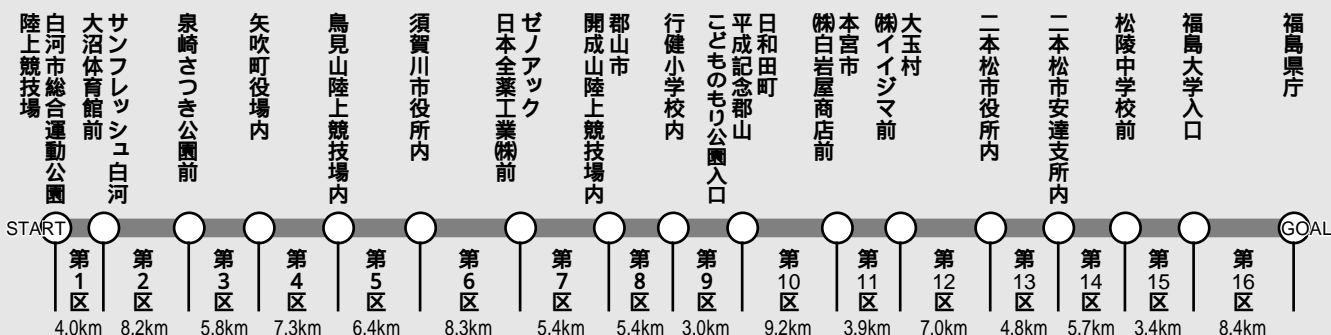 白河市総合運動公園
陸上競技場
サンフレッシュ白河
大沼体育館前
泉崎さつき公園前
矢吹町役場内
鳥見山陸上競技場内
須賀川市役所内
ゼノアック
日本全薬工業㈱前
郡山市
開成山陸上競技場内
行健小学校内
日和田町
平成記念郡山
こどものもり公園入口
本宮市
㈱白岩屋商店前
大玉村
㈱イイジマ前
二本松市役所内
二本松市安達支所内
松陵中学校前
福島大学入口
福島県庁
START
GOAL
第1区
第2区
第3区
第4区
第5区
第6区
第7区
第8区
第9区
第10区
第11区
第12区
第13区
第14区
第15区
第16区
4.0km 8.2km 5.8km 7.3km 6.4km 8.3km 5.4km 5.4km 3.0km 9.2km 3.9km 7.0km 4.8km 5.7km 3.4km 8.4km